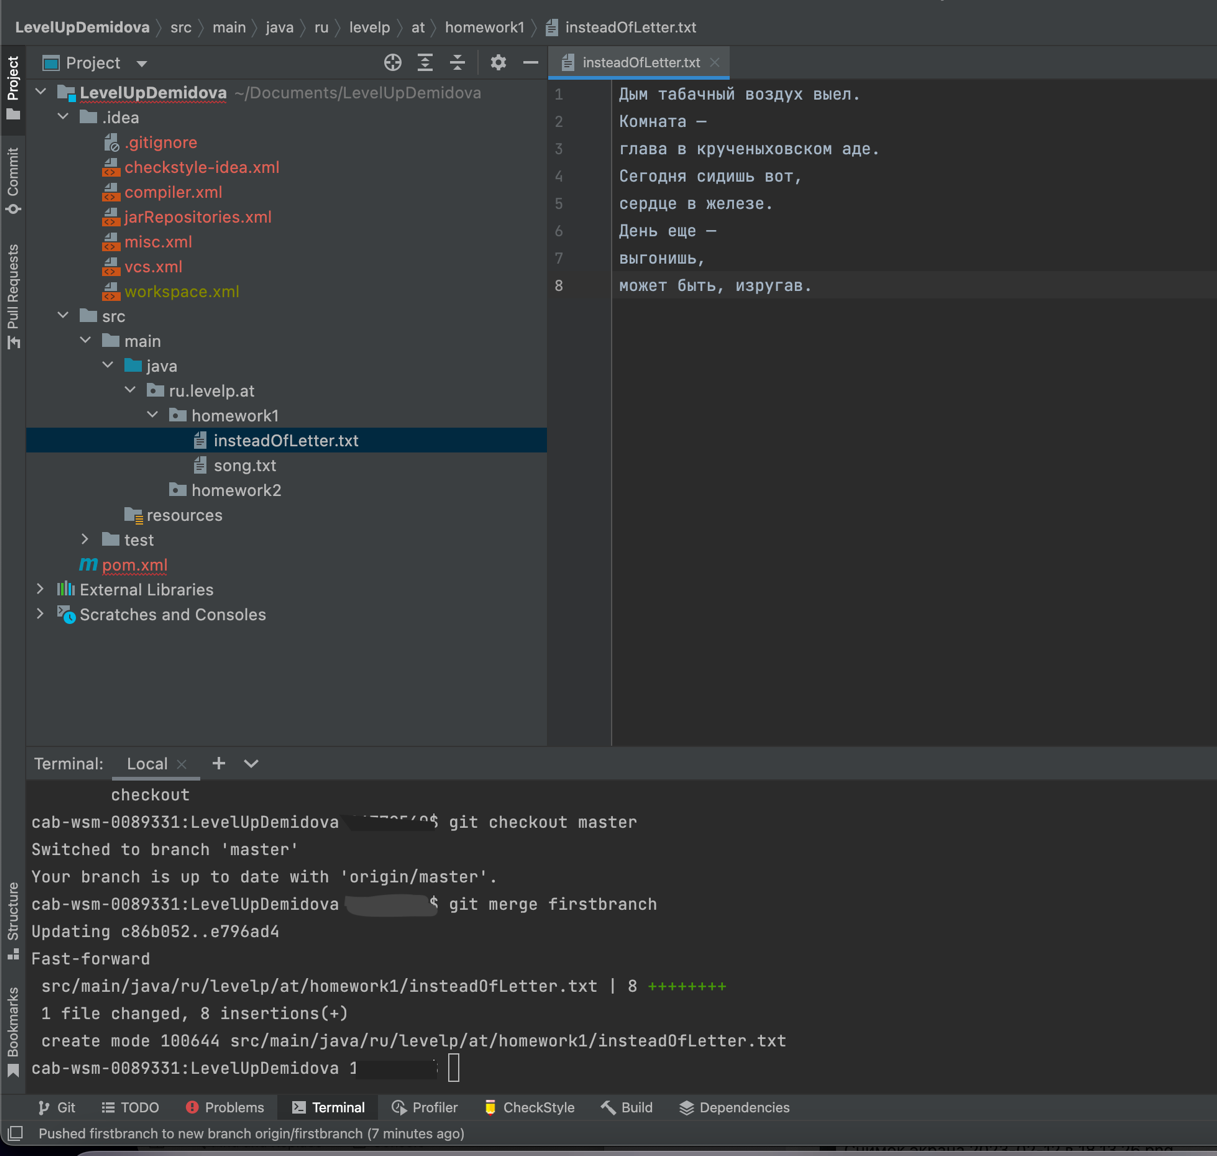 LevelUpDemidova src main java ru levelp at homework1 insteadOfLetter.txt
Project
Commit
Pull Requests
Structure
Bookmarks
Project
LevelUpDemidova ~/Documents/LevelUpDemidova
.idea
.gitignore
checkstyle-idea.xml
compiler.xml
jarRepositories.xml
misc.xml
vcs.xml
workspace.xml
src
main
java
ru.levelp.at
homework1
insteadOfLetter.txt
song.txt
homework2
resources
test
pom.xml
External Libraries
Scratches and Consoles
insteadOfLetter.txt
1 Дым табачный воздух выел.
2 Комната —
3 глава в крученыховском аде.
4 Сегодня сидишь вот,
5 сердце в железе.
6 День еще —
7 выгонишь,
8 может быть, изругав.
Terminal: Local
checkout
cab-wsm-0089331:LevelUpDemidova $ git checkout master
Switched to branch 'master'
Your branch is up to date with 'origin/master'.
cab-wsm-0089331:LevelUpDemidova $ git merge firstbranch
Updating c86b052..e796ad4
Fast-forward
src/main/java/ru/levelp/at/homework1/insteadOfLetter.txt | 8 ++++++++
1 file changed, 8 insertions(+)
create mode 100644 src/main/java/ru/levelp/at/homework1/insteadOfLetter.txt
cab-wsm-0089331:LevelUpDemidova 1
Git TODO Problems Terminal Profiler CheckStyle Build Dependencies
Pushed firstbranch to new branch origin/firstbranch (7 minutes ago)